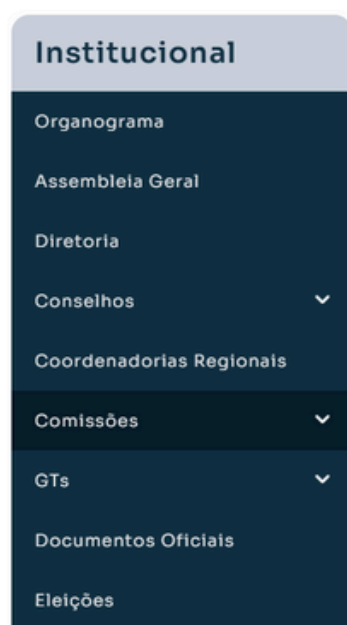 Institucional
Organograma
Assembleia Geral
Diretoria
Conselhos
Coordenadorias Regionais
Comissões
GTs
Documentos Oficiais
Eleições